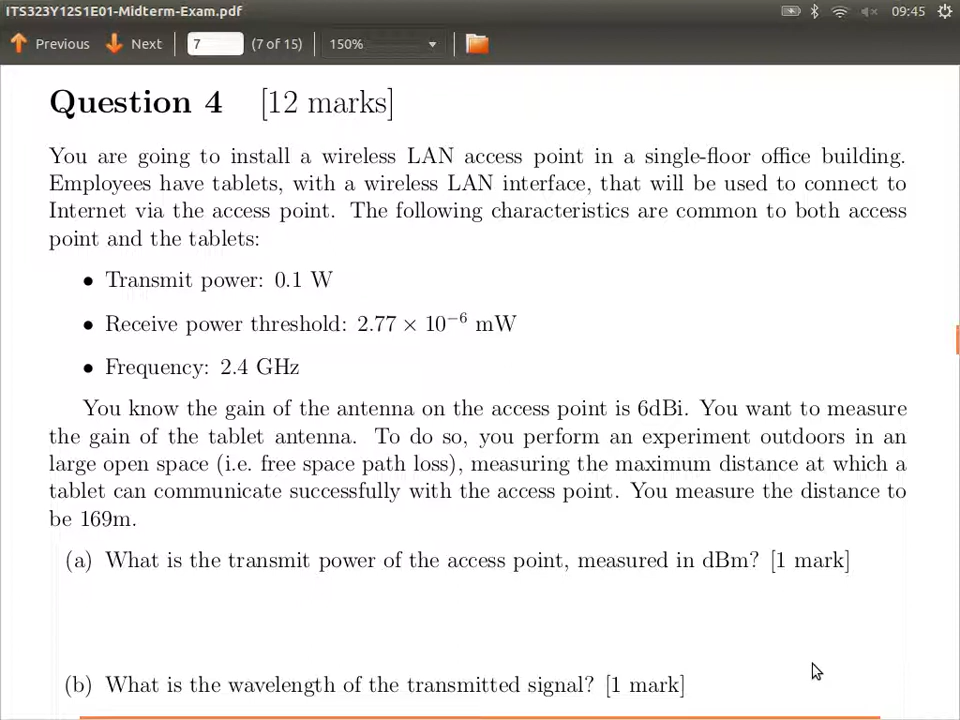 ITS323Y12S1E01-Midterm-Exam.pdf 09:45
Previous Next 7 (7 of 15) 150%
Question 4 [12 marks]
You are going to install a wireless LAN access point in a single-floor office building.
Employees have tablets, with a wireless LAN interface, that will be used to connect to
Internet via the access point. The following characteristics are common to both access
point and the tablets:
• Transmit power: 0.1 W
• Receive power threshold: 2.77 × 10⁻⁶ mW
• Frequency: 2.4 GHz
You know the gain of the antenna on the access point is 6dBi. You want to measure
the gain of the tablet antenna. To do so, you perform an experiment outdoors in an
large open space (i.e. free space path loss), measuring the maximum distance at which a
tablet can communicate successfully with the access point. You measure the distance to
be 169m.
(a) What is the transmit power of the access point, measured in dBm? [1 mark]
(b) What is the wavelength of the transmitted signal? [1 mark]